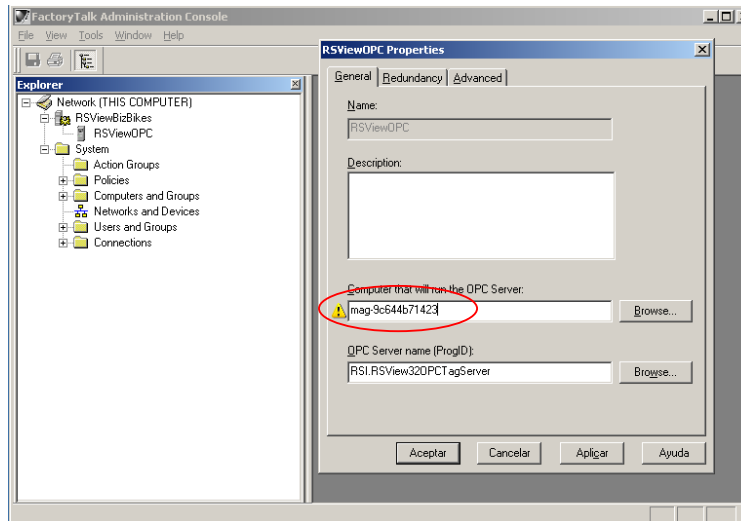 FactoryTalk Administration Console
File View Tools Window Help
Explorer
Network (THIS COMPUTER)
RSViewBizBikes
RSViewOPC
System
Action Groups
Policies
Computers and Groups
Networks and Devices
Users and Groups
Connections
RSViewOPC Properties
General Redundancy Advanced
Name:
RSViewOPC
Description:
Computer that will run the OPC Server:
mag-9c644b71423
Browse...
OPC Server name (ProgID):
RSI.RSView32OPCTagServer
Browse...
Aceptar Cancelar Aplicar Ayuda